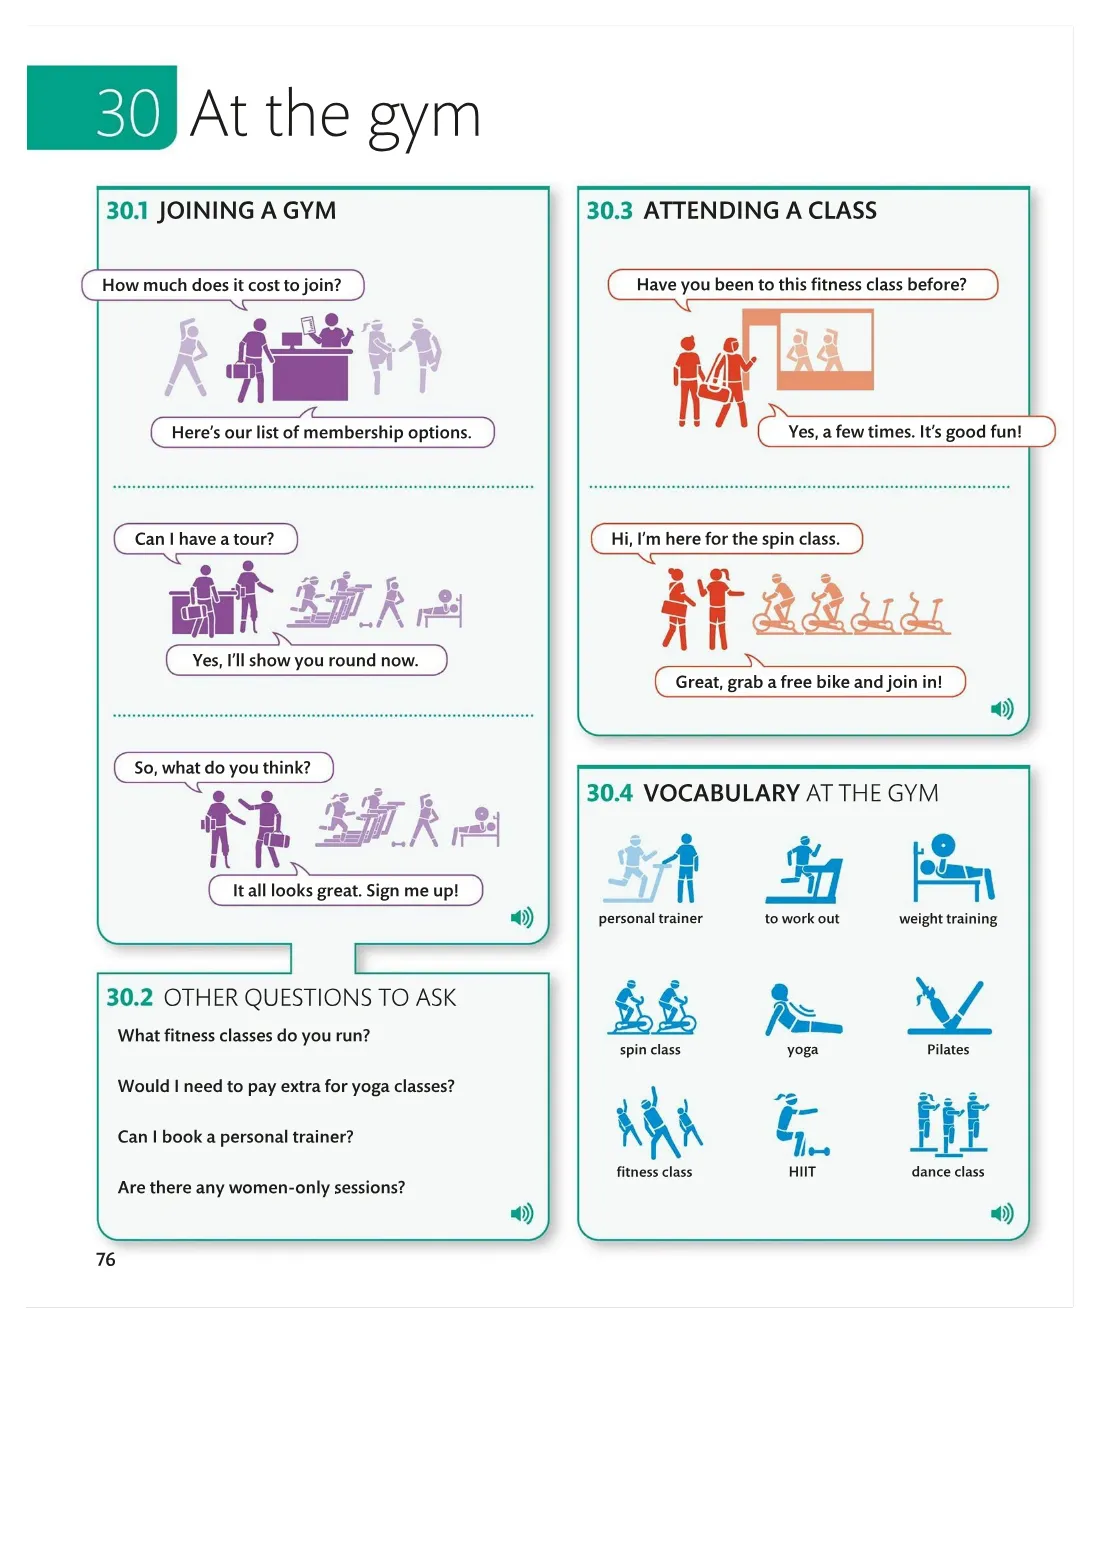 30 At the gym
30.1 JOINING A GYM
How much does it cost to join?
Here's our list of membership options.
Can I have a tour?
Yes, I'll show you round now.
So, what do you think?
It all looks great. Sign me up!
30.2 OTHER QUESTIONS TO ASK
What fitness classes do you run?
Would I need to pay extra for yoga classes?
Can I book a personal trainer?
Are there any women-only sessions?
30.3 ATTENDING A CLASS
Have you been to this fitness class before?
Yes, a few times. It's good fun!
Hi, I'm here for the spin class.
Great, grab a free bike and join in!
30.4 VOCABULARY AT THE GYM
personal trainer
to work out
weight training
spin class
yoga
Pilates
fitness class
HIIT
dance class
76